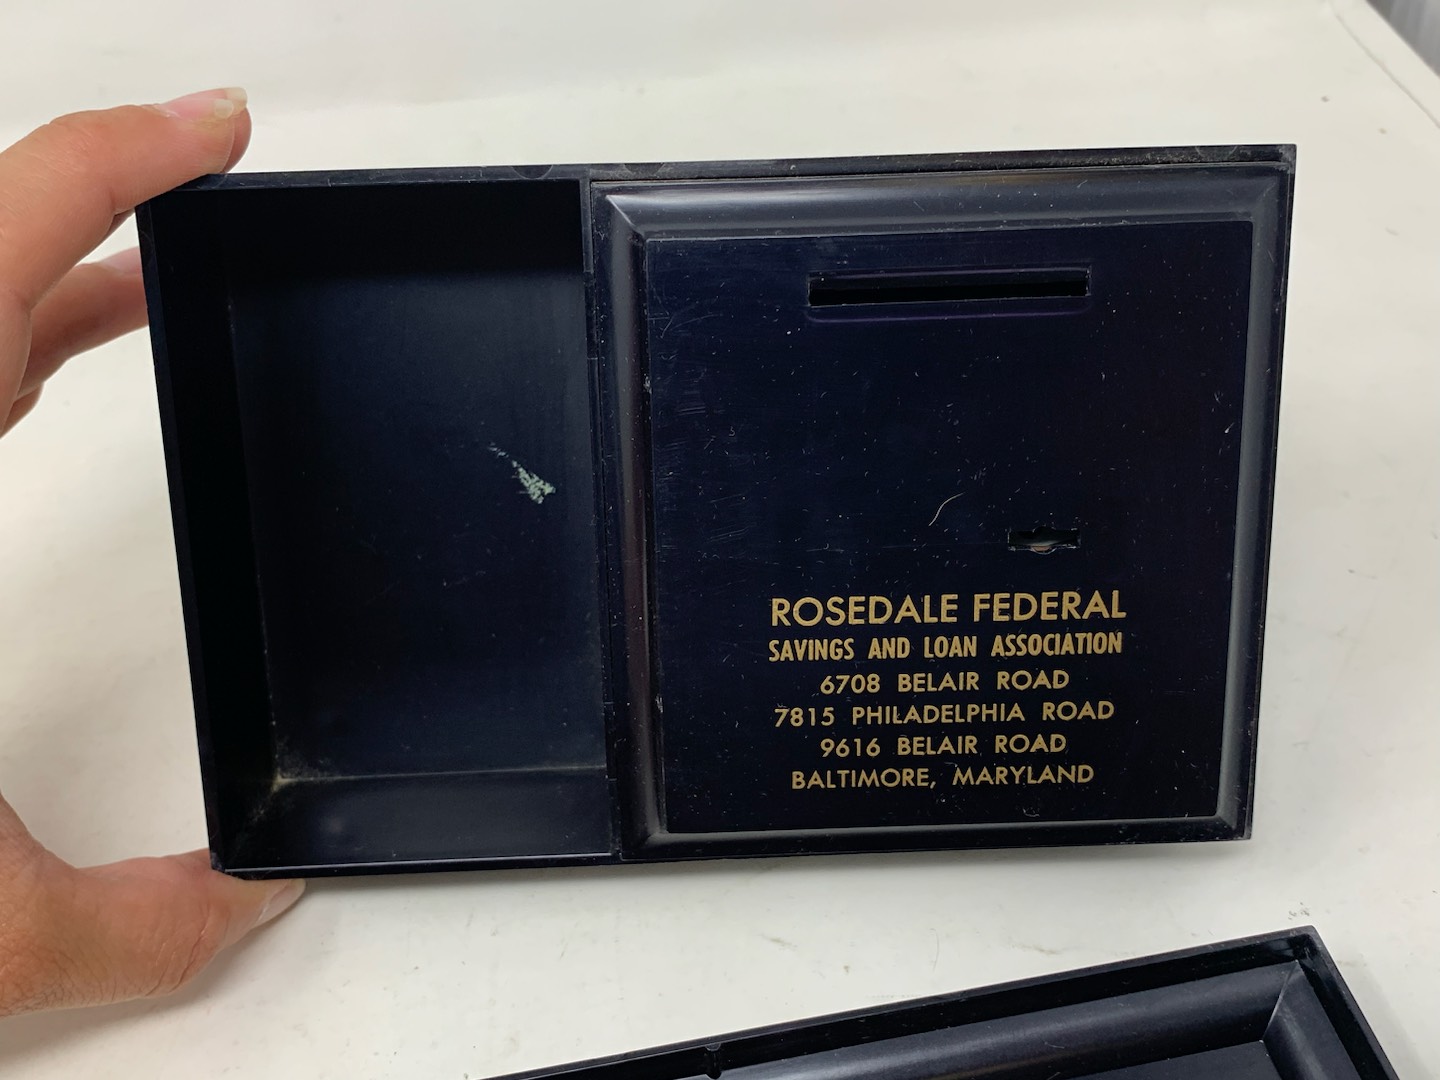 ROSEDALE FEDERAL
SAVINGS AND LOAN ASSOCIATION
6708 BELAIR ROAD
7815 PHILADELPHIA ROAD
9616 BELAIR ROAD
BALTIMORE, MARYLAND